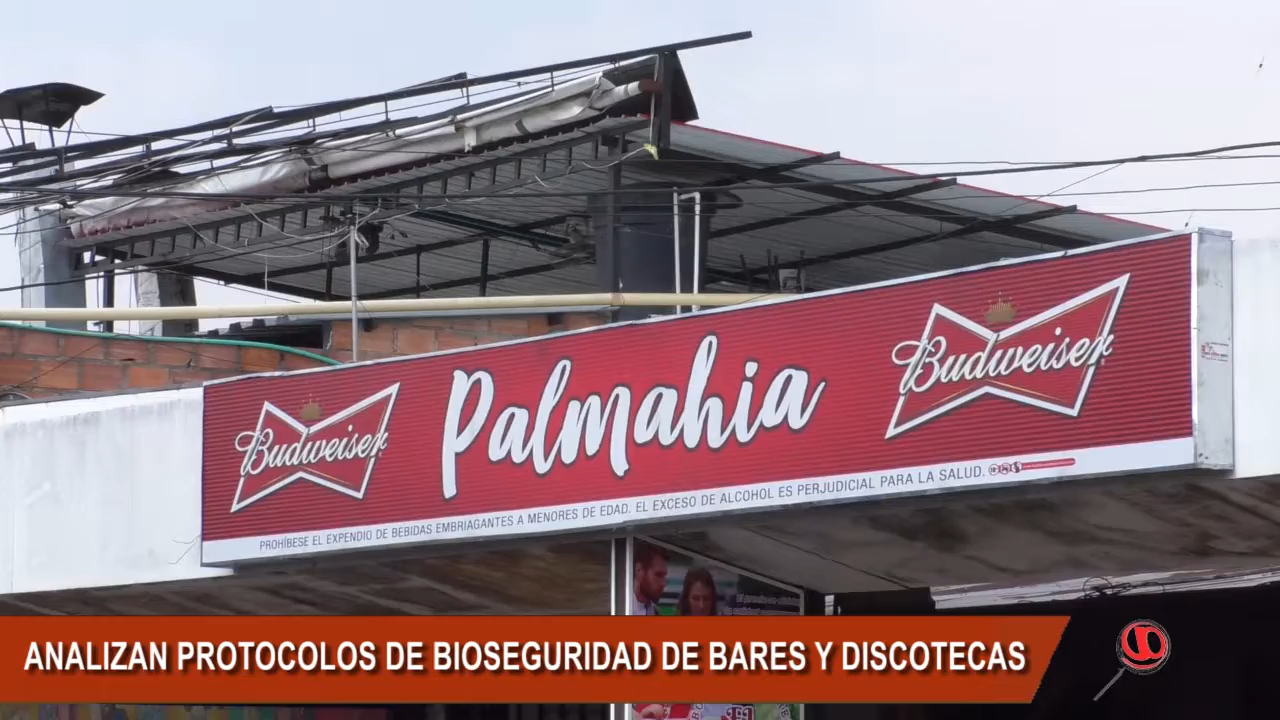 Budweiser
Palmahia
Budweiser
PROHÍBESE EL EXPENDIO DE BEBIDAS EMBRIAGANTES A MENORES DE EDAD. EL EXCESO DE ALCOHOL ES PERJUDICIAL PARA LA SALUD.
ANALIZAN PROTOCOLOS DE BIOSEGURIDAD DE BARES Y DISCOTECAS